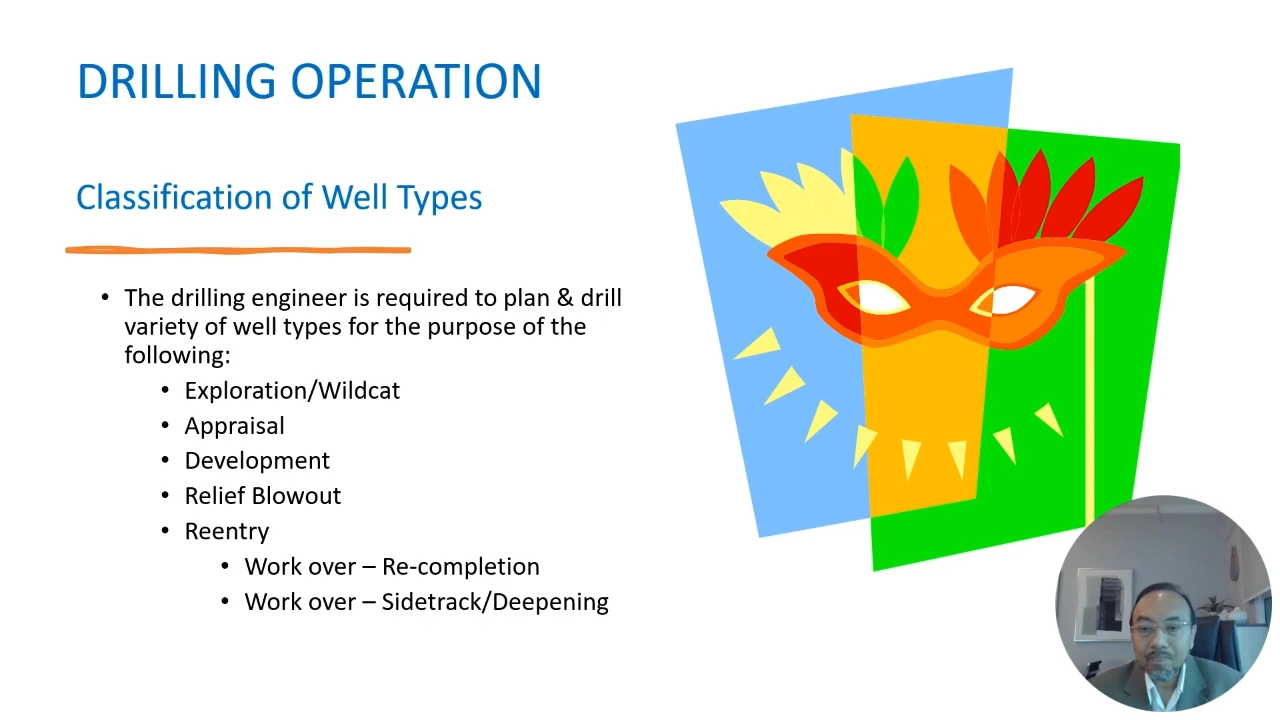 DRILLING OPERATION
Classification of Well Types
• The drilling engineer is required to plan & drill
variety of well types for the purpose of the
following:
• Exploration/Wildcat
• Appraisal
• Development
• Relief Blowout
• Reentry
• Work over – Re-completion
• Work over – Sidetrack/Deepening